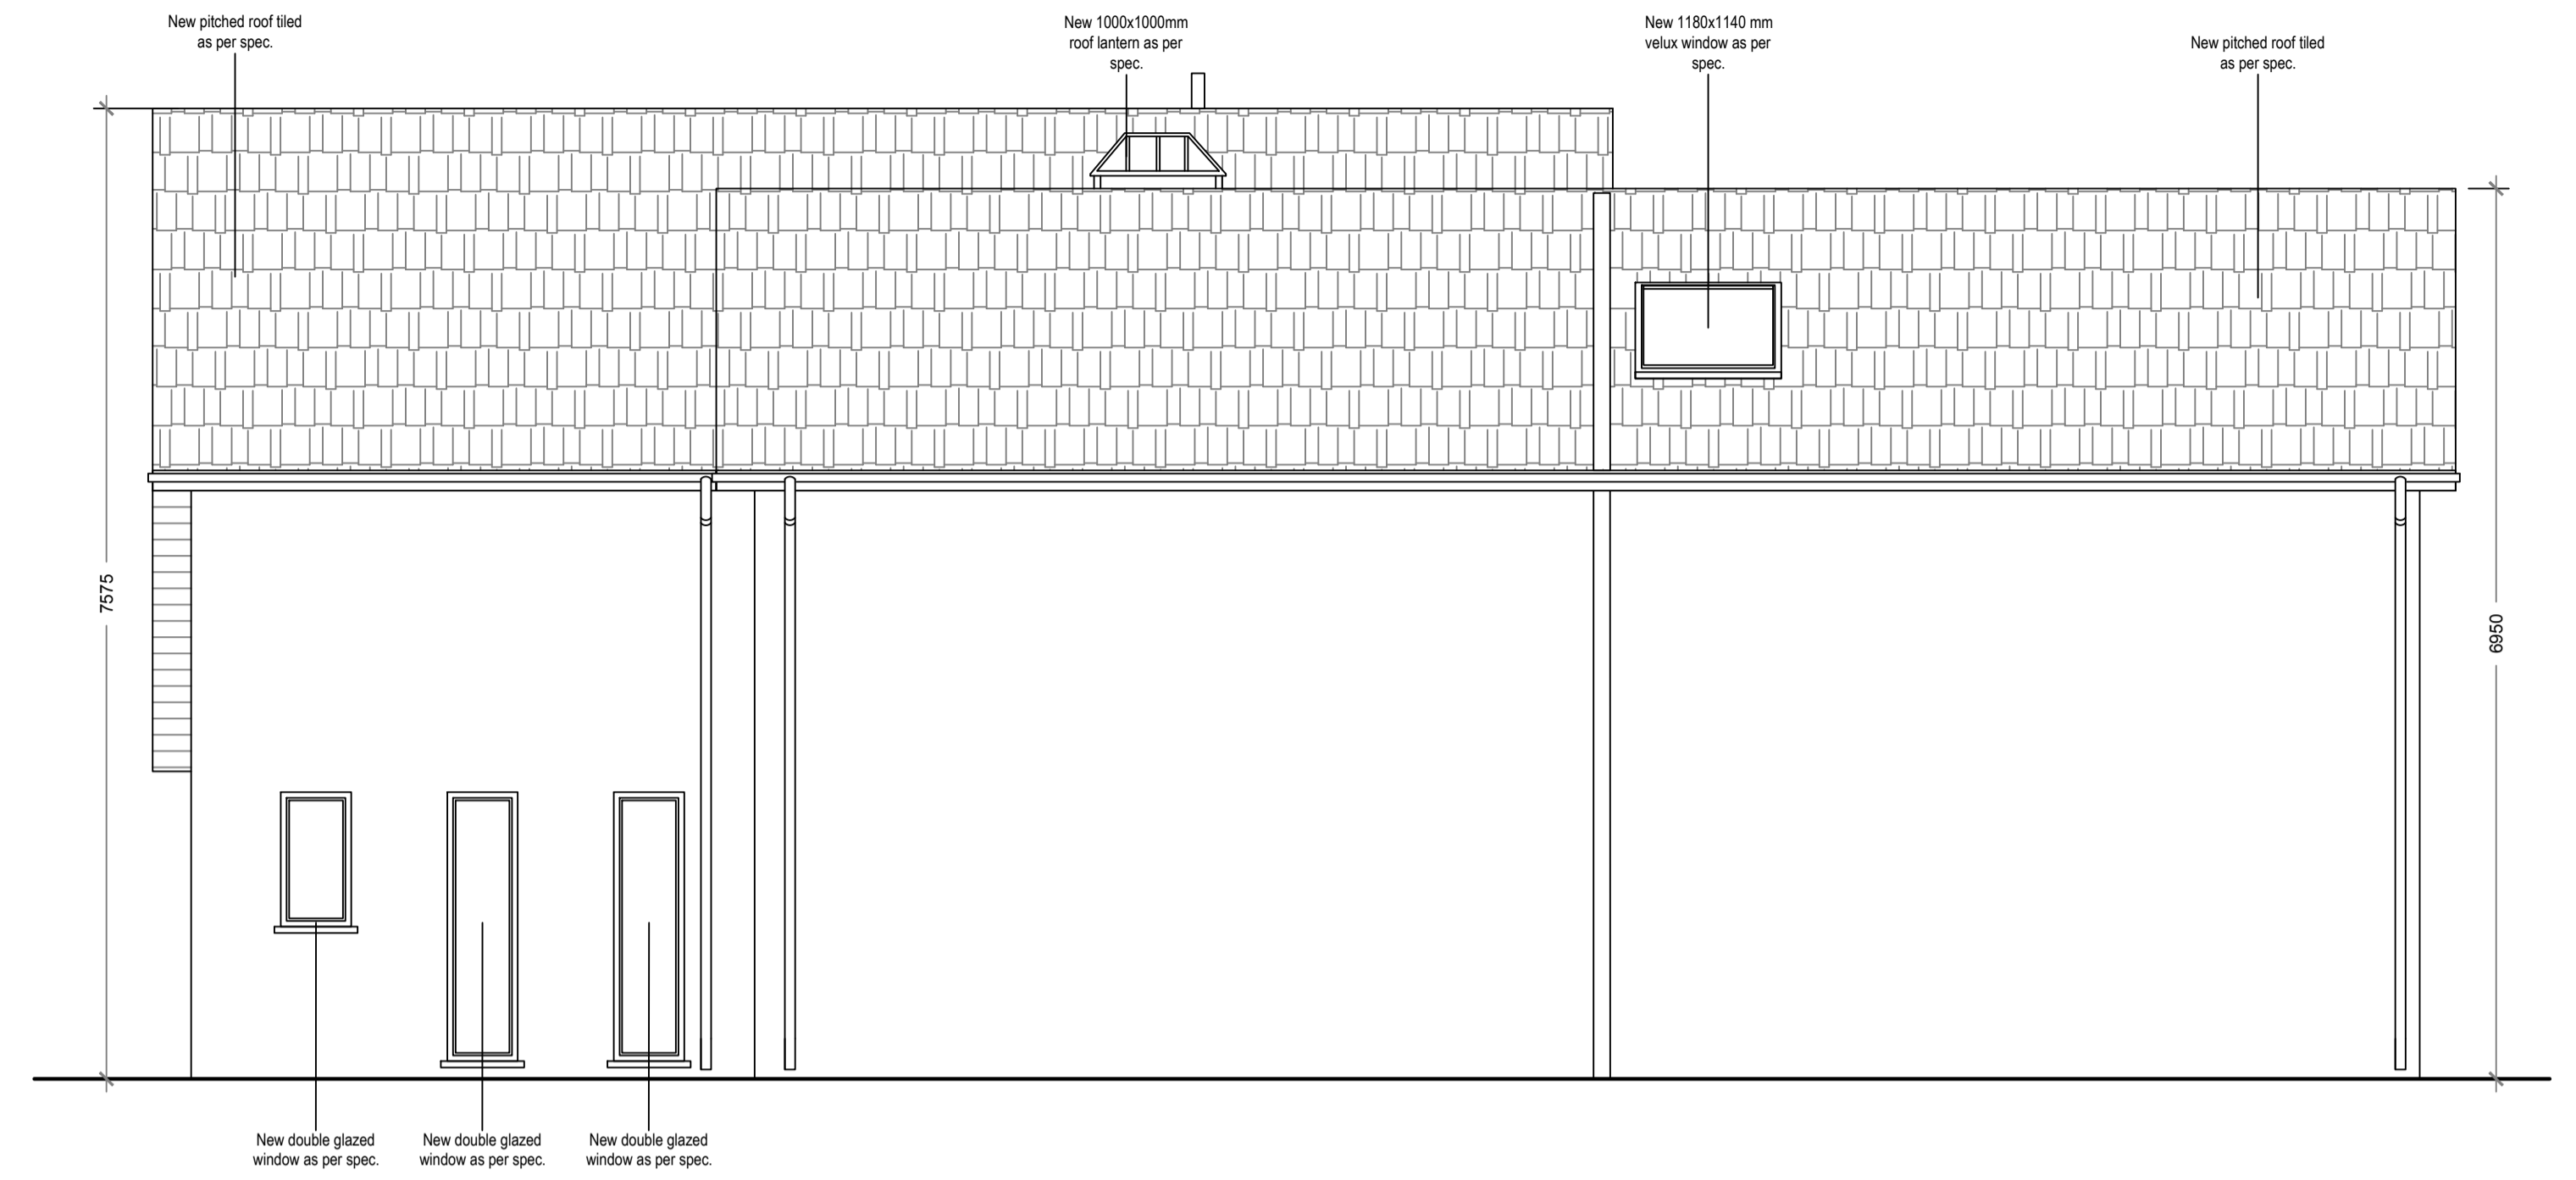 New pitched roof tiled
as per spec.
New 1000x1000mm
roof lantern as per
spec.
New 1180x1140 mm
velux window as per
spec.
New pitched roof tiled
as per spec.
7575
6950
New double glazed
window as per spec.
New double glazed
window as per spec.
New double glazed
window as per spec.